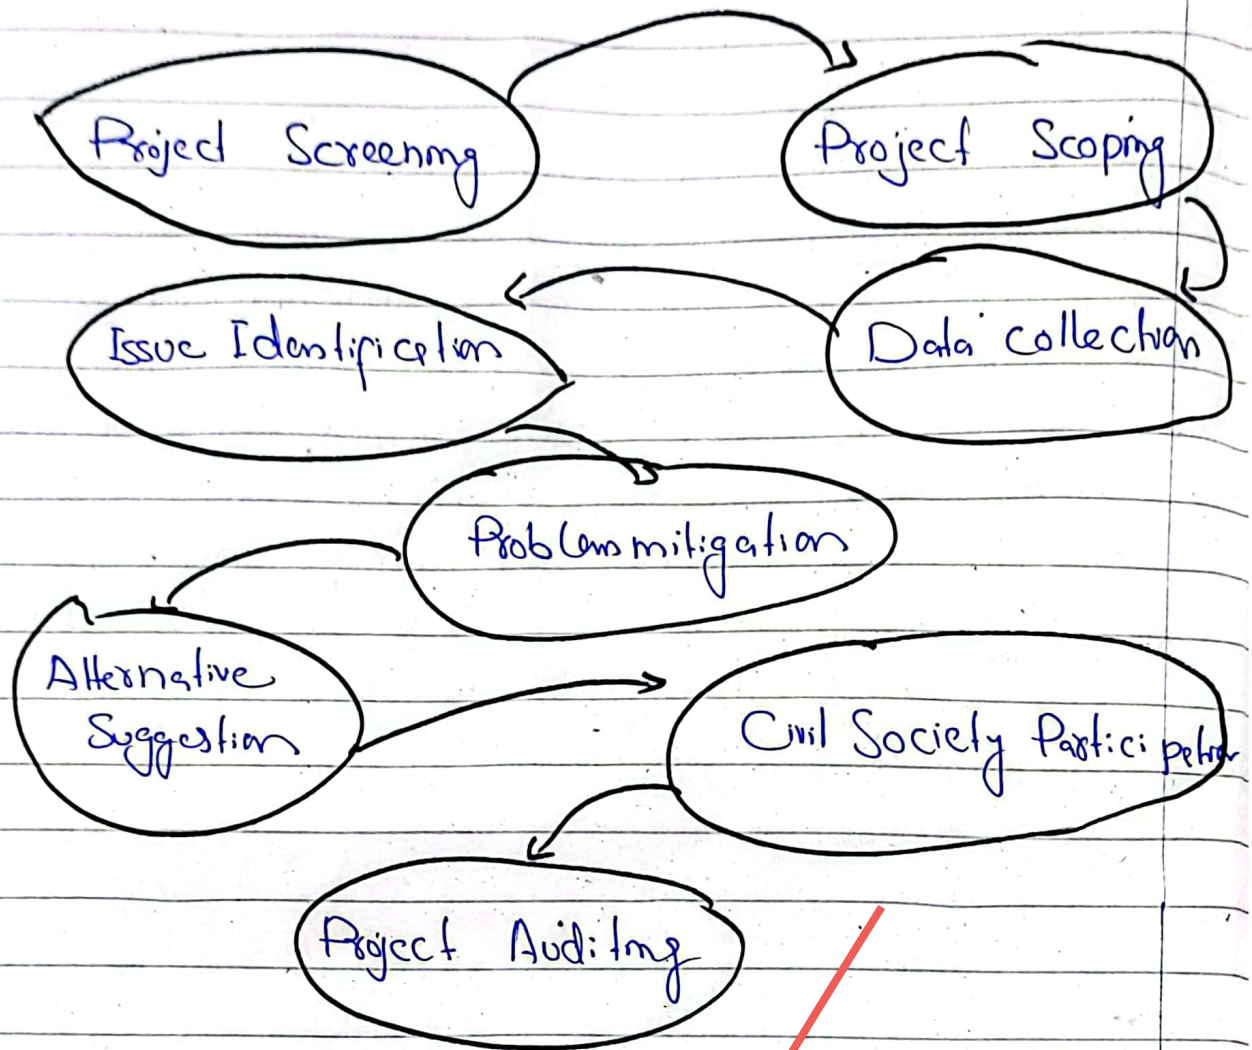 Project Screening
Project Scoping
Data collection
Issue Identification
Problem mitigation
Alternative
Suggestion
Civil Society Participation
Project Auditing